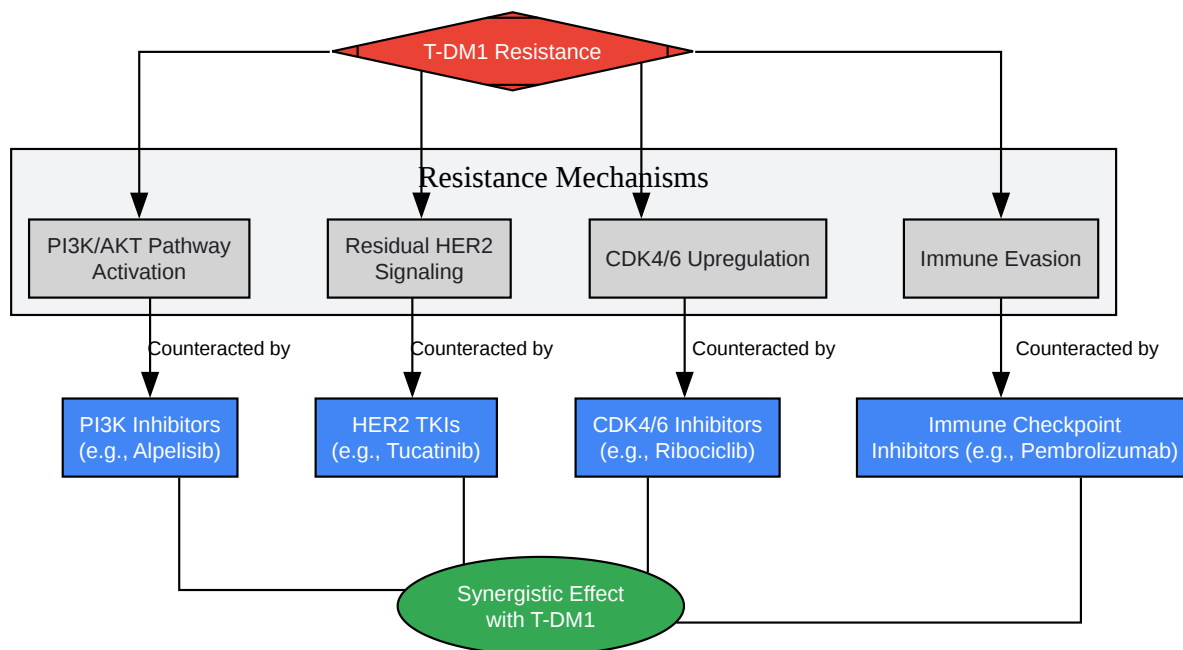 T-DM1 Resistance
Resistance Mechanisms
PI3K/AKT Pathway
Activation
Residual HER2
Signaling
CDK4/6 Upregulation
Immune Evasion
Counteracted by
Counteracted by
Counteracted by
Counteracted by
PI3K Inhibitors
(e.g., Alpelisib)
HER2 TKIs
(e.g., Tucatinib)
CDK4/6 Inhibitors
(e.g., Ribociclib)
Immune Checkpoint
Inhibitors (e.g., Pembrolizumab)
Synergistic Effect
with T-DM1